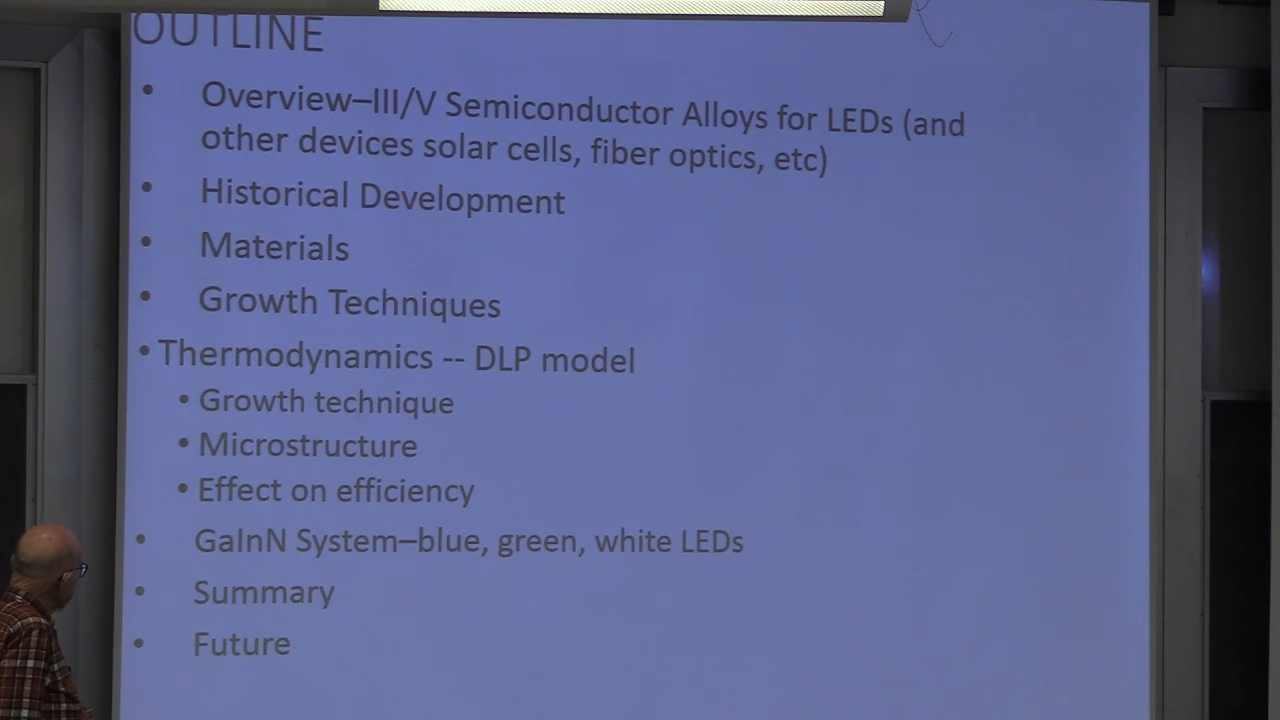 OUTLINE
• Overview–III/V Semiconductor Alloys for LEDs (and
other devices solar cells, fiber optics, etc)
• Historical Development
• Materials
• Growth Techniques
• Thermodynamics -- DLP model
• Growth technique
• Microstructure
• Effect on efficiency
• GaInN System–blue, green, white LEDs
• Summary
• Future